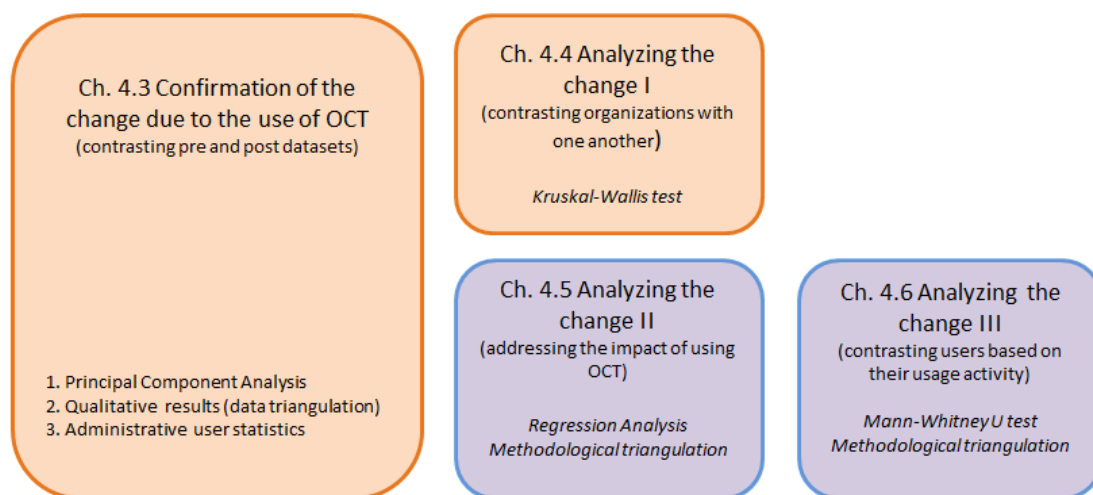 Ch. 4.3 Confirmation of the
change due to the use of OCT
(contrasting pre and post datasets)
1. Principal Component Analysis
2. Qualitative results (data triangulation)
3. Administrative user statistics
Ch. 4.4 Analyzing the
change I
(contrasting organizations with
one another)
Kruskal-Wallis test
Ch. 4.5 Analyzing the
change II
(addressing the impact of using
OCT)
Regression Analysis
Methodological triangulation
Ch. 4.6 Analyzing the
change III
(contrasting users based on
their usage activity)
Mann-Whitney U test
Methodological triangulation